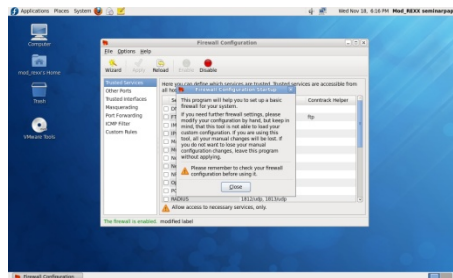 Applications Places System
Wed Nov 18, 6:16 PM Mod_REXX seminarpap
Computer
mod_rexx's Home
Trash
VMware Tools
Firewall Configuration
File Options Help
Wizard Apply Reload Enable Disable
Trusted Services
Other Ports
Trusted Interfaces
Masquerading
Port Forwarding
ICMP Filter
Custom Rules
Here you can define which services are trusted. Trusted services are accessible from
all
Conntrack Helper
ftp
Firewall Configuration Startup
This program will help you to set up a basic
firewall for your system.
If you need further firewall settings, please
modify your configuration by hand, but keep in
mind, that this tool is not able to load your
custom configuration. If you are using this
tool, all your manual changes will be lost. If
you do not want to lose your manual
configuration changes, leave this program
without applying.
Please remember to check your firewall
configuration before using it.
Close
RADIUS 1812/udp, 1813/udp
Allow access to necessary services, only.
The firewall is enabled. modified label
Firewall Configuration